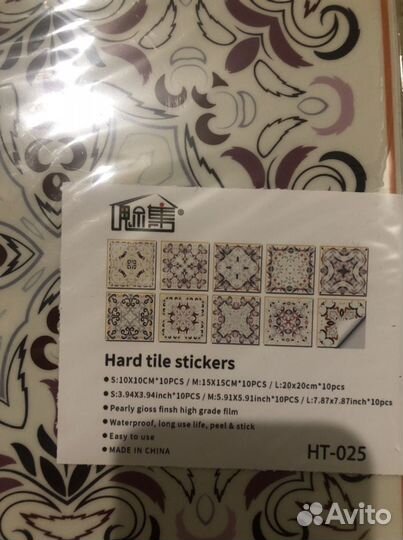 Hard tile stickers
• S:10X10CM*10PCS / M:15X15CM*10PCS / L:20x20cm*10pcs
• S:3.94X3.94inch*10PCS / M:5.91X5.91inch*10PCS / L:7.87x7.87inch*10pcs
• Pearly gloss finsh high grade film
• Waterproof, long use life, peel & stick
• Easy to use
• MADE IN CHINA
HT-025
Avito